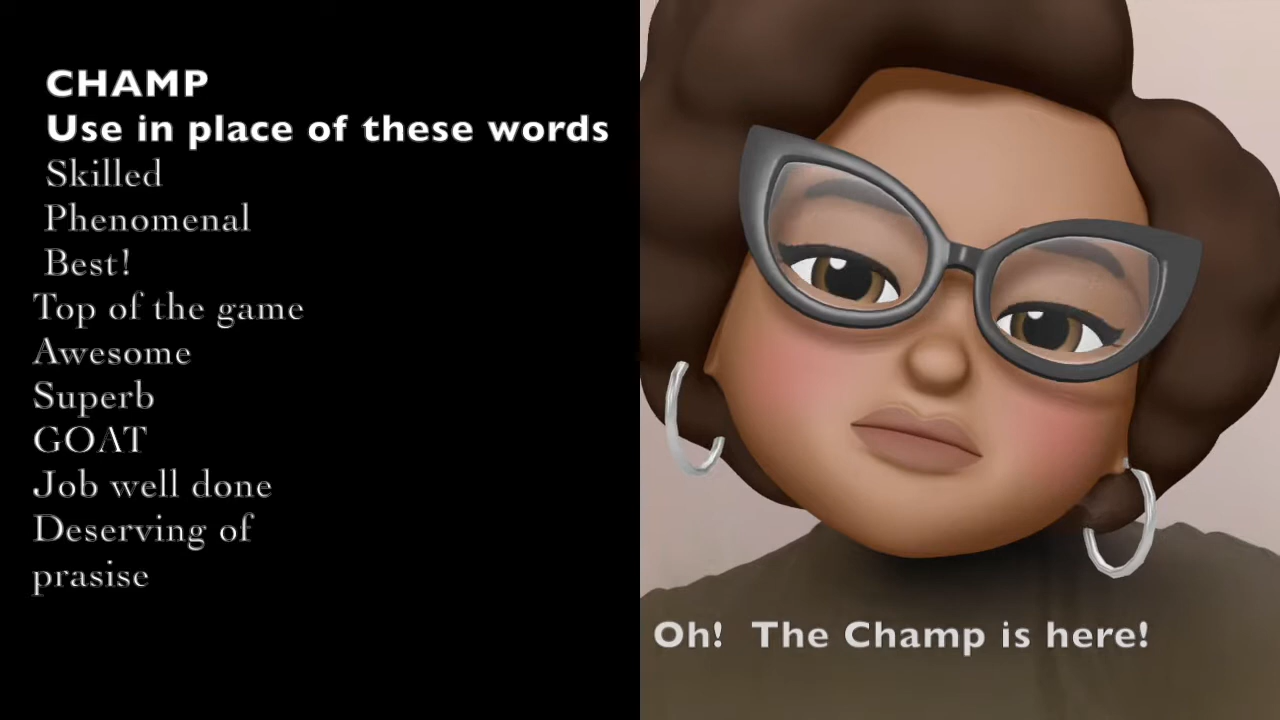 CHAMP
Use in place of these words
Skilled
Phenomenal
Best!
Top of the game
Awesome
Superb
GOAT
Job well done
Deserving of
prasise
Oh! The Champ is here!